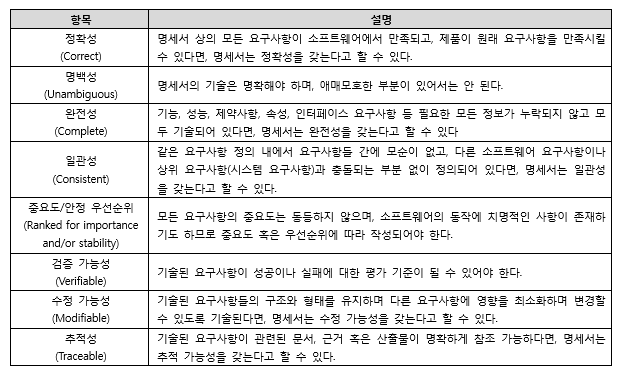 항목
설명
정확성
(Correct)
명세서 상의 모든 요구사항이 소프트웨어에서 만족되고, 제품이 원래 요구사항을 만족시킬
수 있다면, 명세서는 정확성을 갖는다고 할 수 있다.
명백성
(Unambiguous)
명세서의 기술은 명확해야 하며, 애매모호한 부분이 있어서는 안 된다.
완전성
(Complete)
기능, 성능, 제약사항, 속성, 인터페이스 요구사항 등 필요한 모든 정보가 누락되지 않고 모
두 기술되어 있다면, 명세서는 완전성을 갖는다고 할 수 있다
일관성
(Consistent)
같은 요구사항 정의 내에서 요구사항들 간에 모순이 없고, 다른 소프트웨어 요구사항이나
상위 요구사항(시스템 요구사항)과 충돌되는 부분 없이 정의되어 있다면, 명세서는 일관성
을 갖는다고 할 수 있다.
중요도/안정 우선순위
(Ranked for importance
and/or stability)
모든 요구사항의 중요도는 동등하지 않으며, 소프트웨어의 동작에 치명적인 사항이 존재하
기도 하므로 중요도 혹은 우선순위에 따라 작성되어야 한다.
검증 가능성
(Verifiable)
기술된 요구사항이 성공이나 실패에 대한 평가 기준이 될 수 있어야 한다.
수정 가능성
(Modifiable)
기술된 요구사항들의 구조와 형태를 유지하며 다른 요구사항에 영향을 최소화하며 변경할
수 있도록 기술된다면, 명세서는 수정 가능성을 갖는다고 할 수 있다.
추적성
(Traceable)
기술된 요구사항이 관련된 문서, 근거 혹은 산출물이 명확하게 참조 가능하다면, 명세서는
추적 가능성을 갖는다고 할 수 있다.